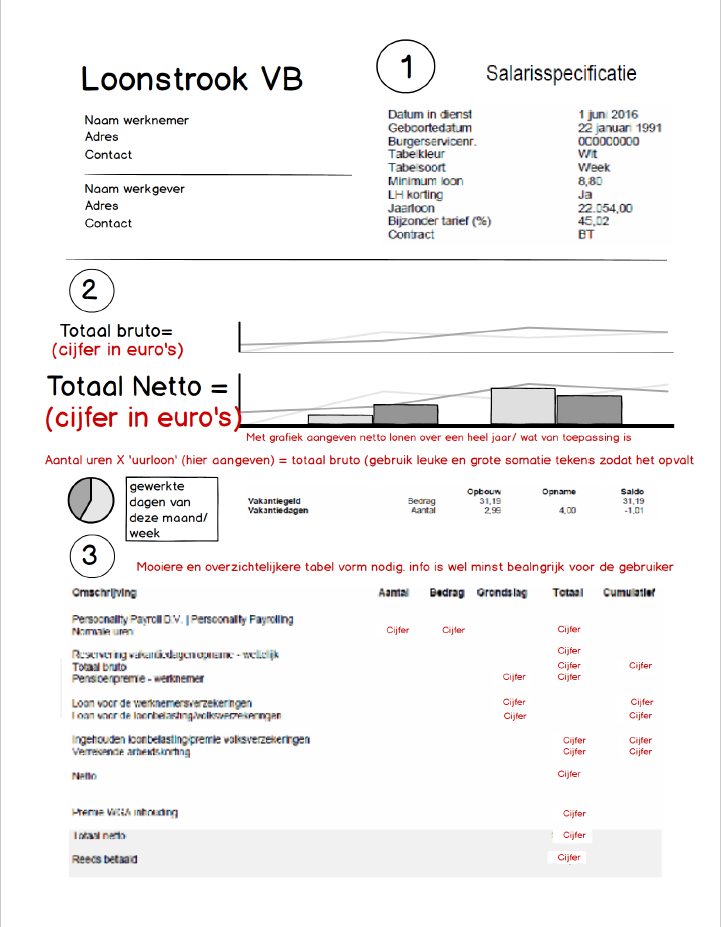 Loonstrook VB
1
Salarisspecificatie
Naam werknemer
Adres
Contact
Naam werkgever
Adres
Contact
Datum in dienst 1 juni 2016
Geboortedatum 22 januari 1991
Burgerservicenr. 000000000
Tabelkleur Wit
Tabelsoort Week
Minimum loon 8,80
LH korting Ja
Jaarloon 22.054,00
Bijzonder tarief (%) 45,02
Contract BT
2
Totaal bruto=
(cijfer in euro's)
Totaal Netto =
(cijfer in euro's)
Met grafiek aangeven netto lonen over een heel jaar/ wat van toepassing is
Aantal uren X 'uurloon' (hier aangeven) = totaal bruto (gebruik leuke en grote somatie tekens zodat het opvalt
gewerkte
dagen van
deze maand/
week
Opbouw Opname Saldo
Vakantiegeld Bedrag 31,19 31,19
Vakantiedagen Aantal 2,99 4,00 -1,01
3
Mooiere en overzichtelijkere tabel vorm nodig. info is wel minst bealngrijk voor de gebruiker
Omschrijving Aantal Bedrag Grondslag Totaal Cumulatief
Persoonality Payroll B.V. | Persoonality Payrolling
Normale uren Cijfer Cijfer Cijfer
Reservering vakantiedagen opname - wettelijk Cijfer
Totaal bruto Cijfer Cijfer
Pensioenpremie - werknemer Cijfer Cijfer
Loon voor de werknemersverzekeringen Cijfer Cijfer
Loon voor de loonbelasting/volksverzekeringen Cijfer Cijfer
Ingehouden loonbelasting/premie volksverzekeringen Cijfer Cijfer
Verrekende arbeidskorting Cijfer Cijfer
Netto Cijfer
Premie WGA inhouding Cijfer
Totaal netto Cijfer
Reeds betaald Cijfer